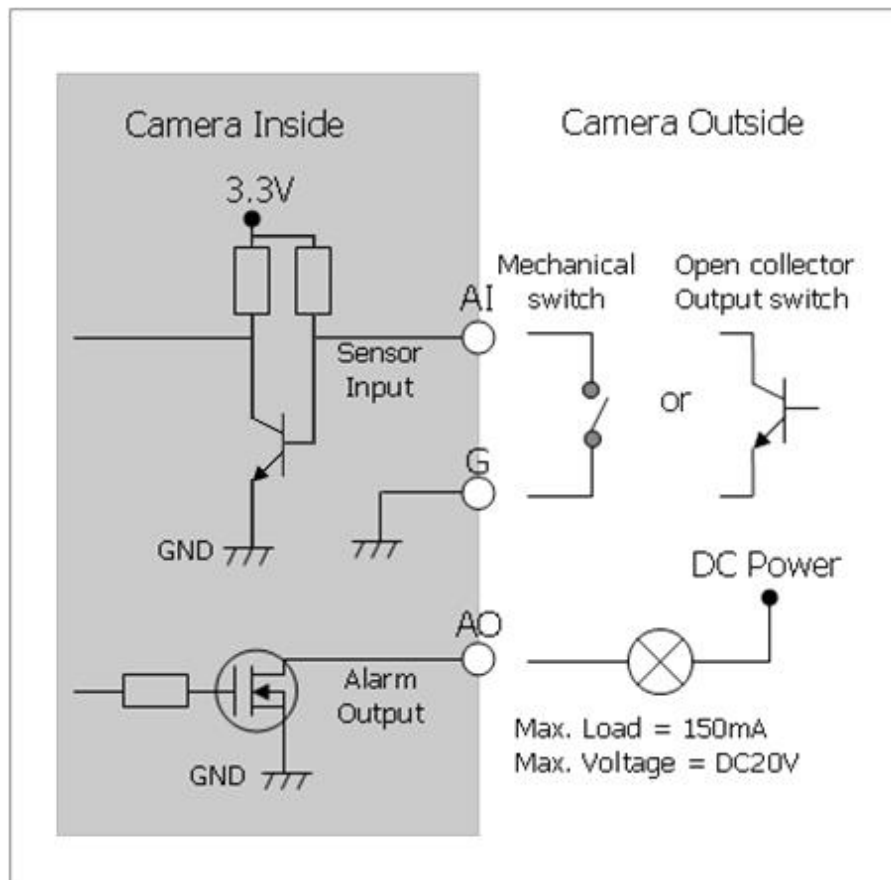 Camera Inside
Camera Outside
3.3V
Mechanical
switch
Open collector
Output switch
AI
Sensor
Input
or
G
GND
DC Power
AO
Alarm
Output
GND
Max. Load = 150mA
Max. Voltage = DC20V